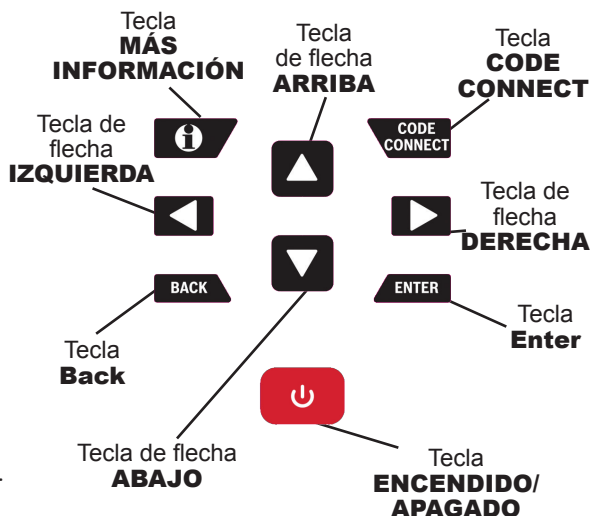 Tecla
MÁS
INFORMACIÓN
Tecla
de flecha
ARRIBA
Tecla
CODE
CONNECT
CODE
CONNECT
Tecla de
flecha
IZQUIERDA
Tecla de
flecha
DERECHA
BACK
ENTER
Tecla
Back
Tecla
Enter
Tecla de flecha
ABAJO
Tecla
ENCENDIDO/
APAGADO